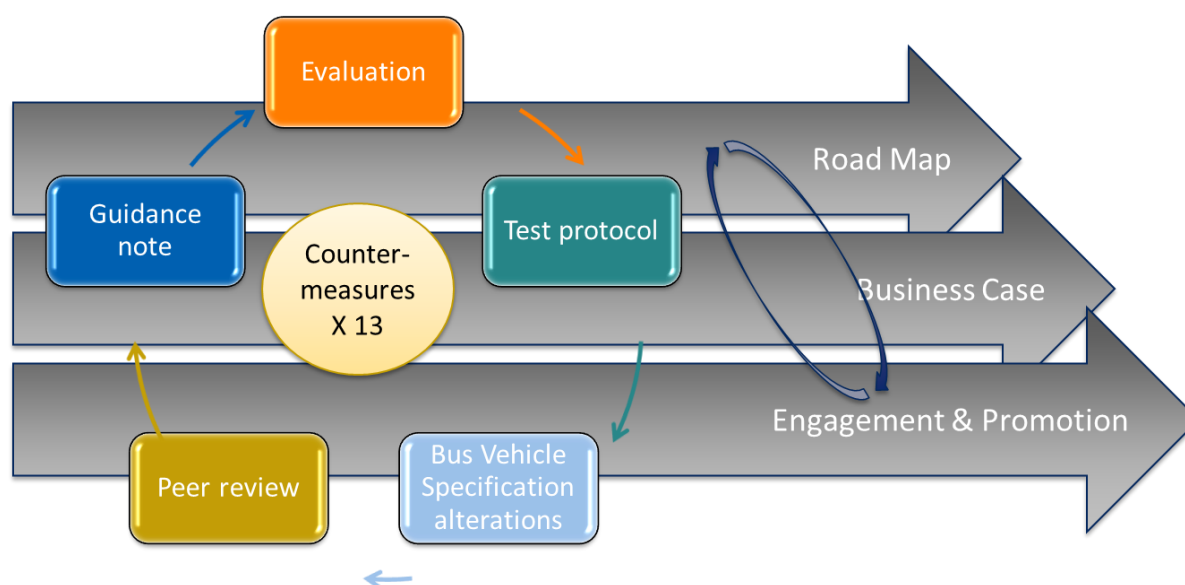 Evaluation
Road Map
Guidance
note
Test protocol
Counter-
measures
X 13
Business Case
Engagement & Promotion
Peer review
Bus Vehicle
Specification
alterations